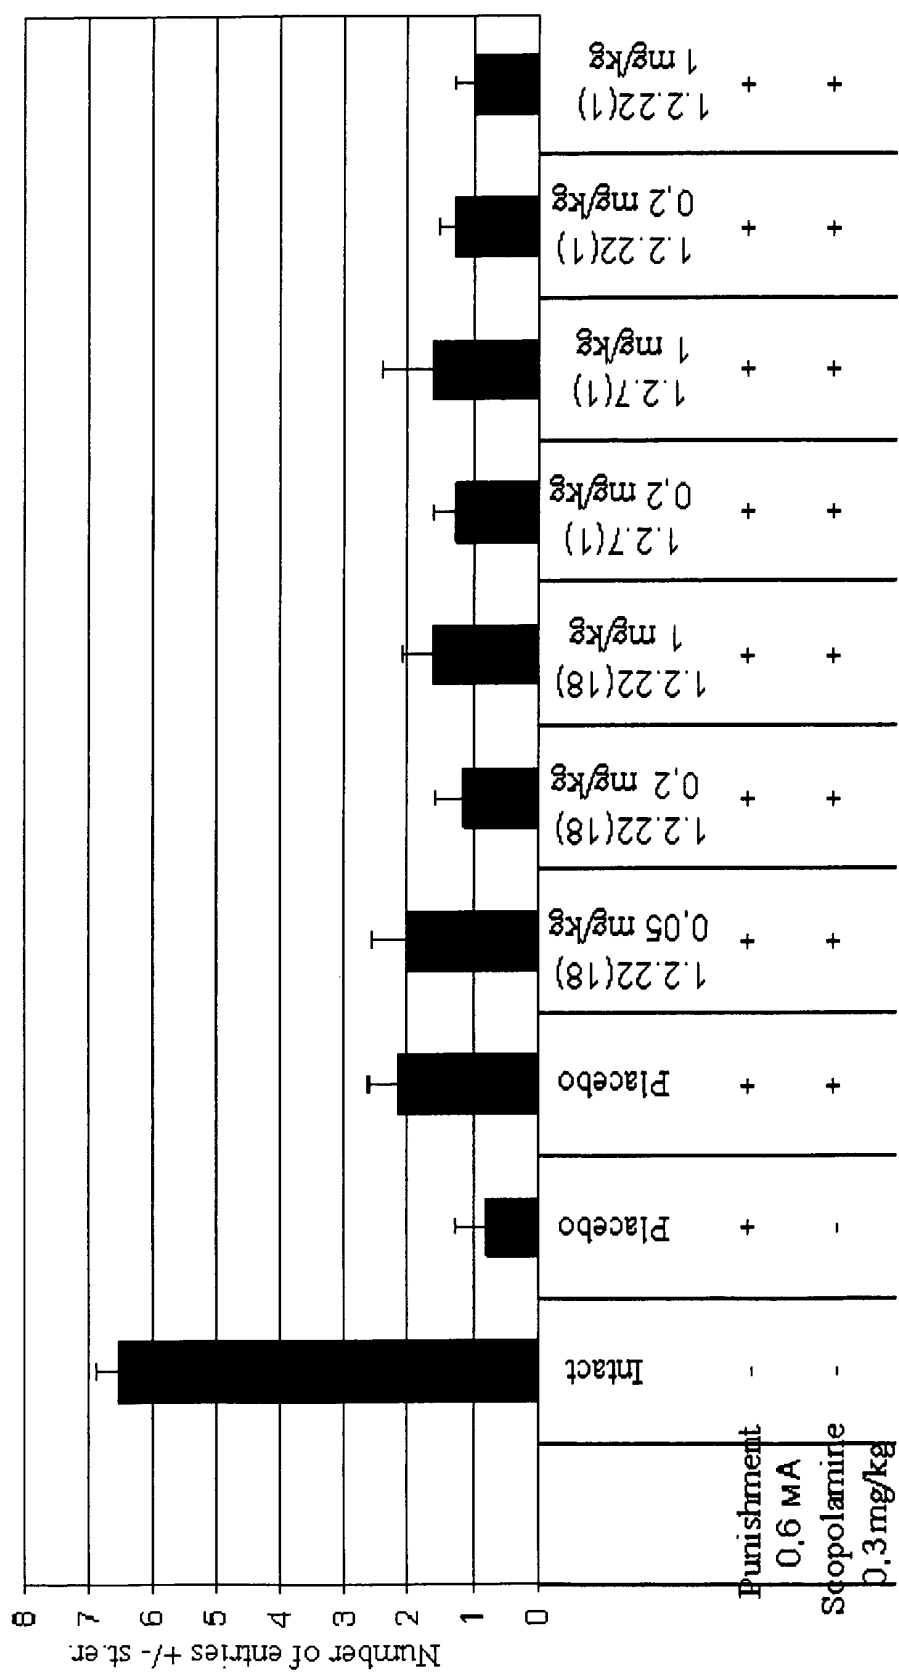 Number of entries +/- st.er.
8
7
6
5
4
3
2
1
0
Intact
Placebo
Placebo
1.2.22(18)
0,05 mg/kg
1.2.22(18)
0,2 mg/kg
1.2.22(18)
1 mg/kg
1.2.7(1)
0,2 mg/kg
1.2.7(1)
1 mg/kg
1.2.22(1)
0,2 mg/kg
1.2.22(1)
1 mg/kg
Punishment
0,6 мА
- + + + + + + + + +
Scopolamine
0,3mg/kg
- - + + + + + + + +